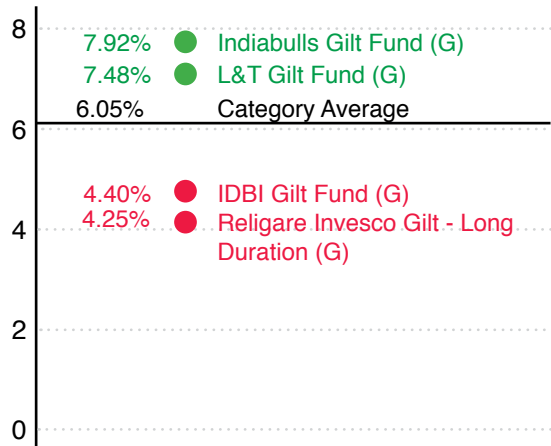 8
7.92% Indiabulls Gilt Fund (G)
7.48% L&T Gilt Fund (G)
6.05% Category Average
6
4.40% IDBI Gilt Fund (G)
4.25% Religare Invesco Gilt - Long
Duration (G)
4
2
0